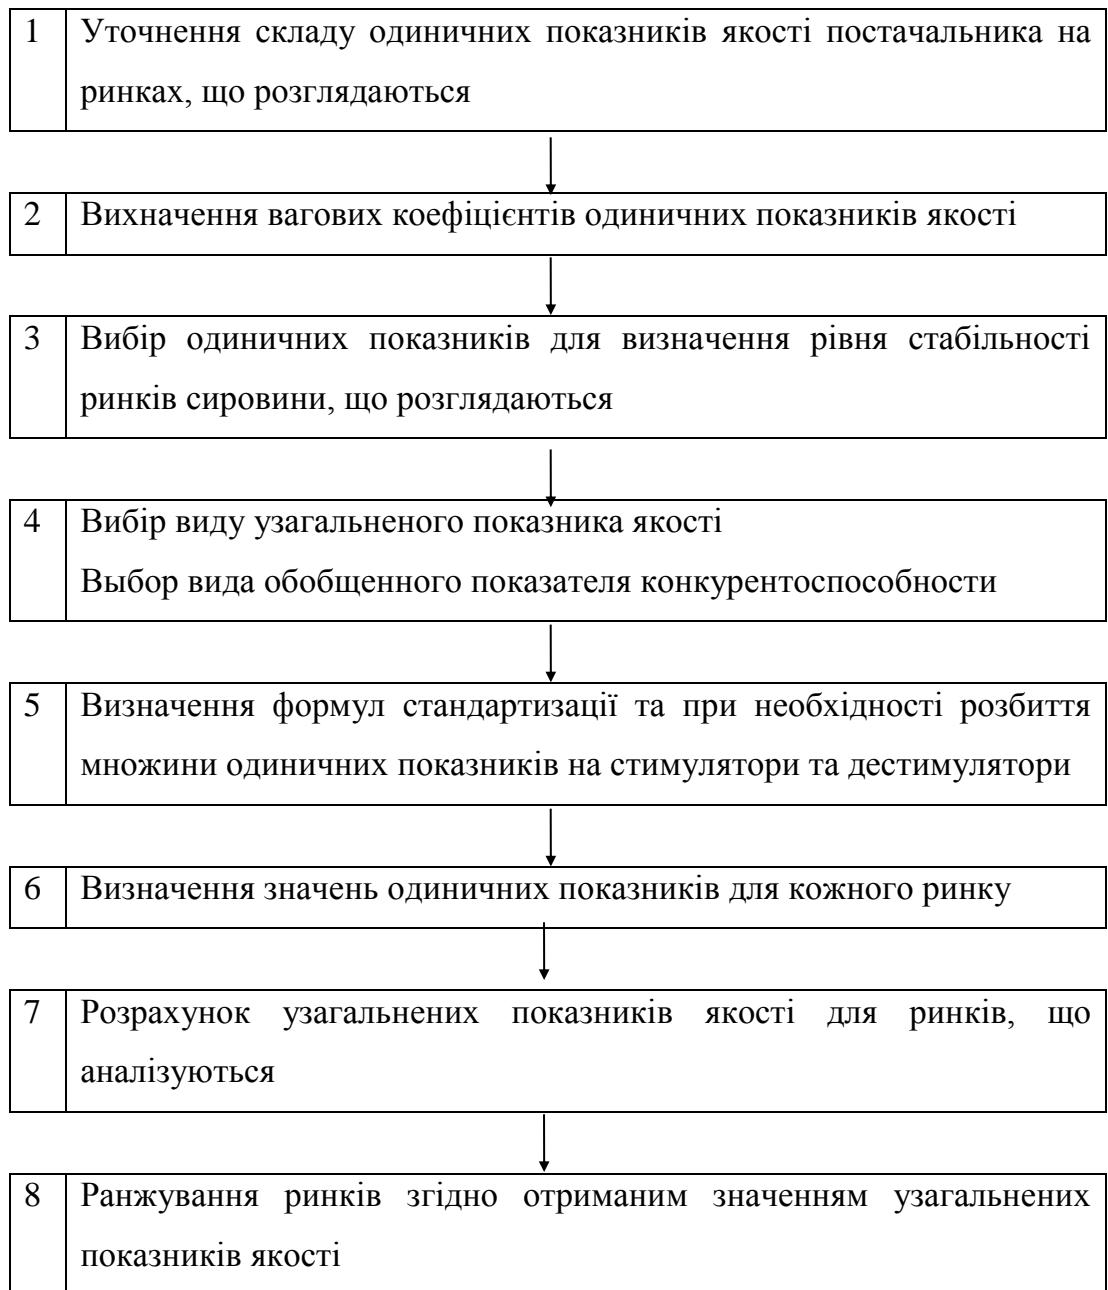 1 Уточнення складу одиничних показників якості постачальника на
ринках, що розглядаються
2 Вихначення вагових коефіцієнтів одиничних показників якості
3 Вибір одиничних показників для визначення рівня стабільності
ринків сировини, що розглядаються
4 Вибір виду узагальненого показника якості
Выбор вида обобщенного показателя конкурентоспособности
5 Визначення формул стандартизації та при необхідності розбиття
множини одиничних показників на стимулятори та дестимулятори
6 Визначення значень одиничних показників для кожного ринку
7 Розрахунок узагальнених показників якості для ринків, що
аналізуються
8 Ранжування ринків згідно отриманим значенням узагальнених
показників якості